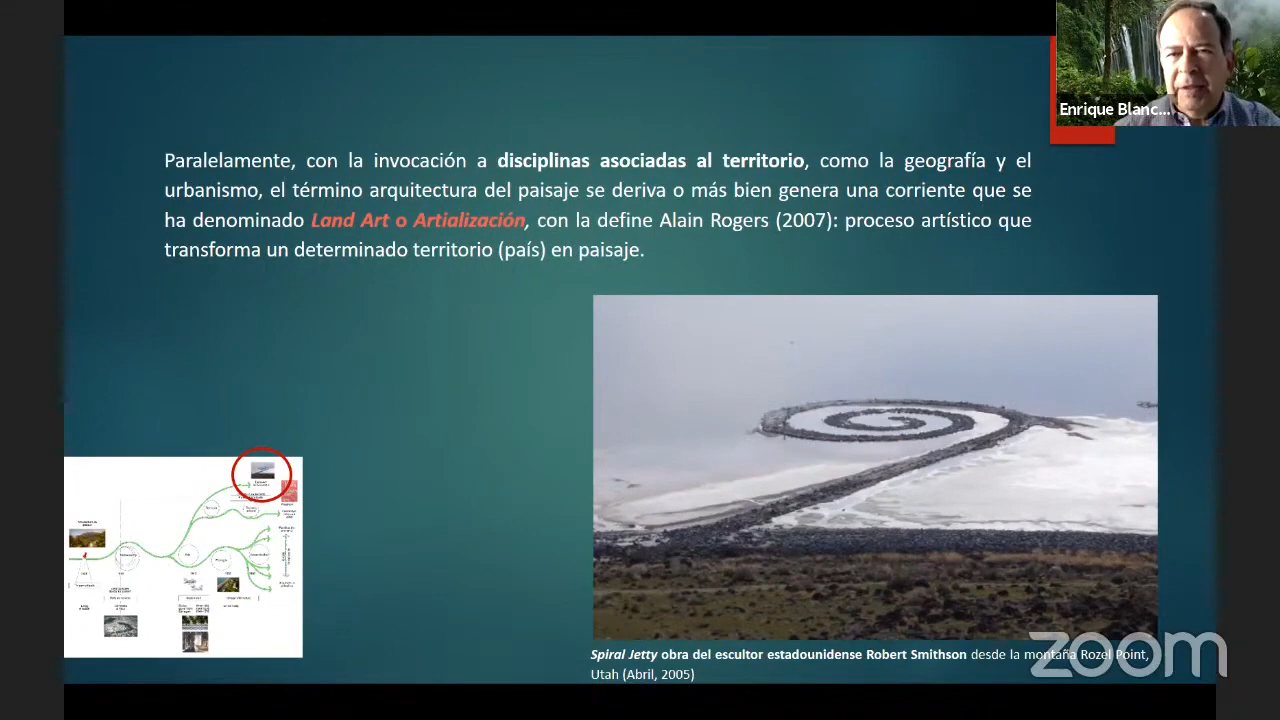 Enrique Blanc...
Paralelamente, con la invocación a disciplinas asociadas al territorio, como la geografía y el
urbanismo, el término arquitectura del paisaje se deriva o más bien genera una corriente que se
ha denominado Land Art o Artialización, con la define Alain Rogers (2007): proceso artístico que
transforma un determinado territorio (país) en paisaje.
Spiral Jetty obra del escultor estadounidense Robert Smithson desde la montaña Rozel Point,
Utah (Abril, 2005)
zoom